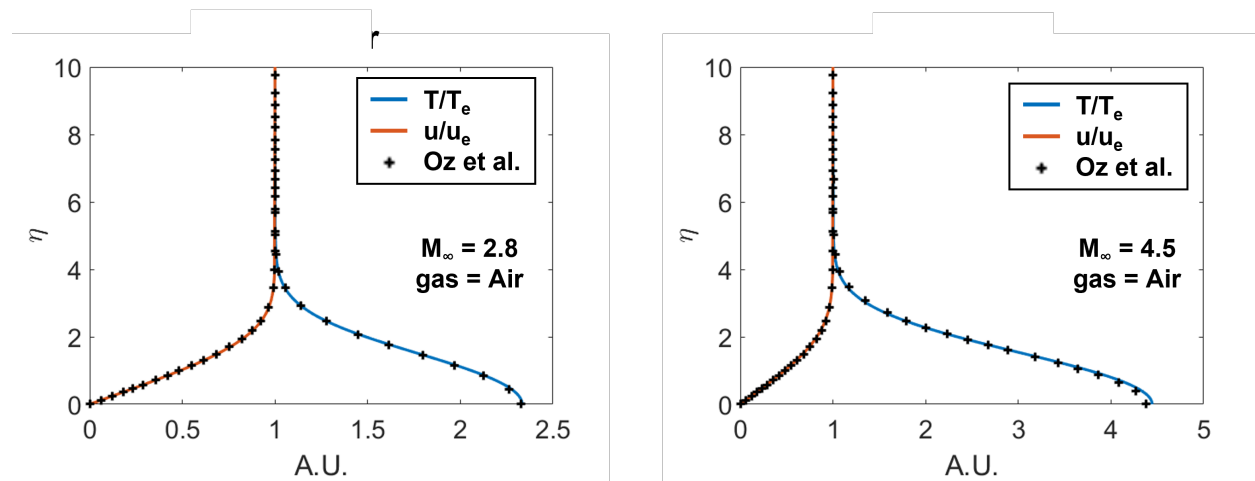 10
8
6
4
2
0
η
T/Te
u/ue
Oz et al.
M∞ = 2.8
gas = Air
0 0.5 1 1.5 2 2.5
A.U.
10
8
6
4
2
0
η
T/Te
u/ue
Oz et al.
M∞ = 4.5
gas = Air
0 1 2 3 4 5
A.U.